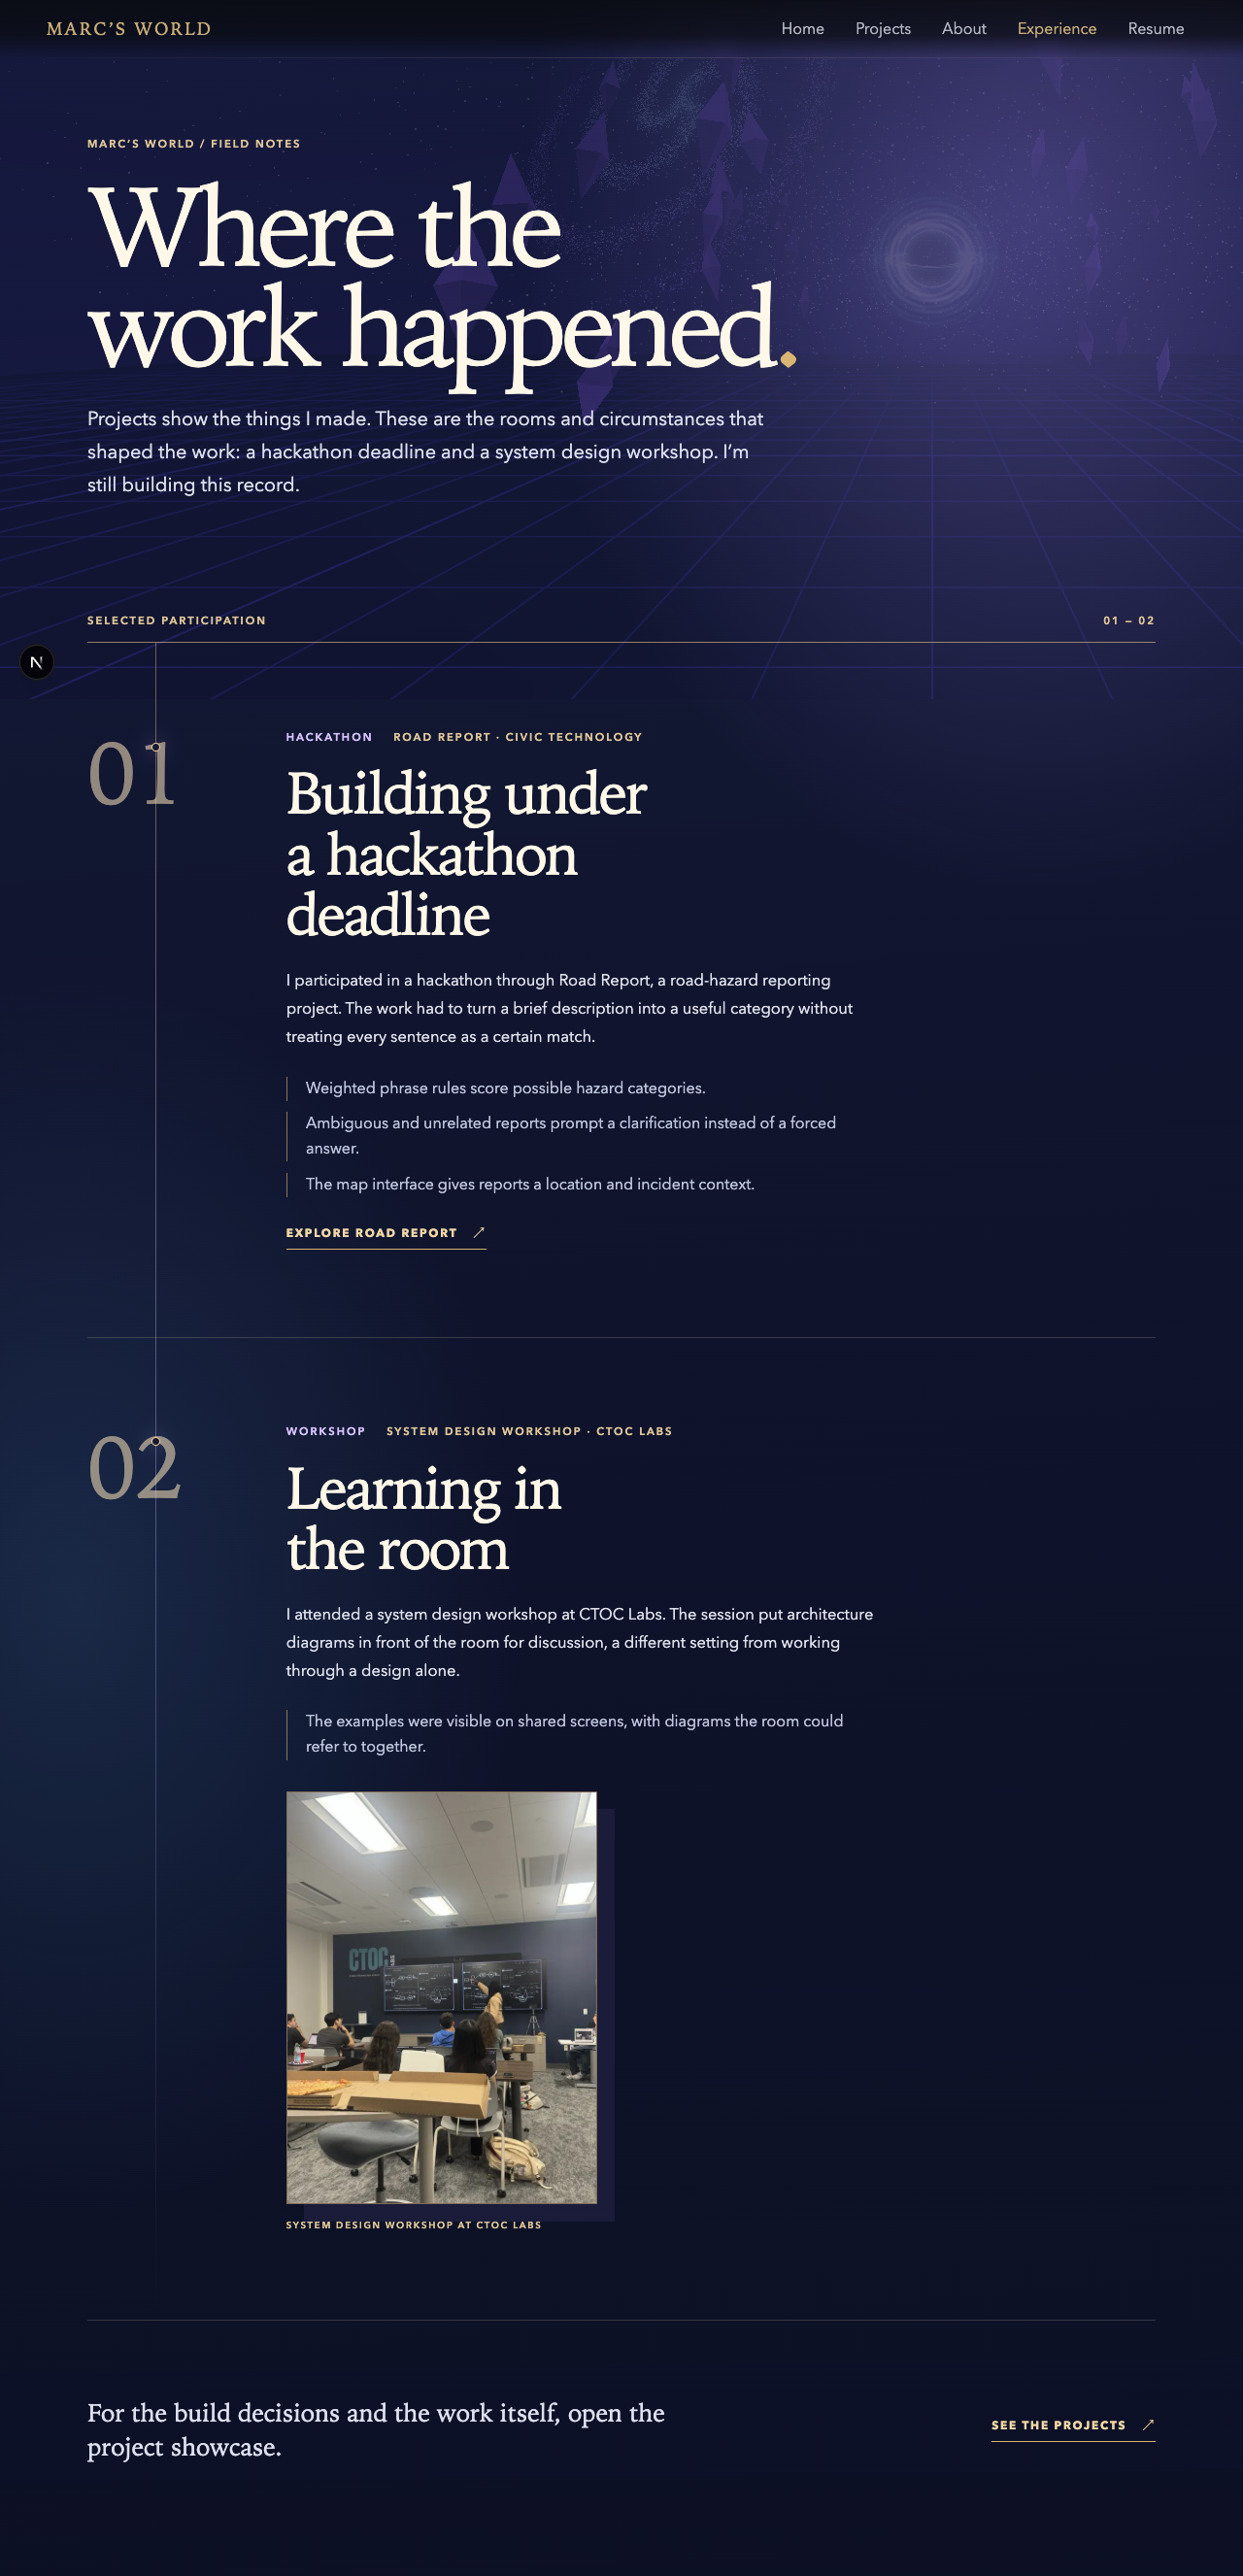 MARC’S WORLD
Home Projects About Experience Resume
MARC’S WORLD / FIELD NOTES
Where the
work happened.
Projects show the things I made. These are the rooms and circumstances that
shaped the work: a hackathon deadline and a system design workshop. I’m
still building this record.
SELECTED PARTICIPATION 01 – 02
N
01
HACKATHON ROAD REPORT · CIVIC TECHNOLOGY
Building under
a hackathon
deadline
I participated in a hackathon through Road Report, a road-hazard reporting
project. The work had to turn a brief description into a useful category without
treating every sentence as a certain match.
Weighted phrase rules score possible hazard categories.
Ambiguous and unrelated reports prompt a clarification instead of a forced
answer.
The map interface gives reports a location and incident context.
EXPLORE ROAD REPORT ↗
02
WORKSHOP SYSTEM DESIGN WORKSHOP · CTOC LABS
Learning in
the room
I attended a system design workshop at CTOC Labs. The session put architecture
diagrams in front of the room for discussion, a different setting from working
through a design alone.
The examples were visible on shared screens, with diagrams the room could
refer to together.
CTOC
SYSTEM DESIGN WORKSHOP AT CTOC LABS
For the build decisions and the work itself, open the
project showcase.
SEE THE PROJECTS ↗